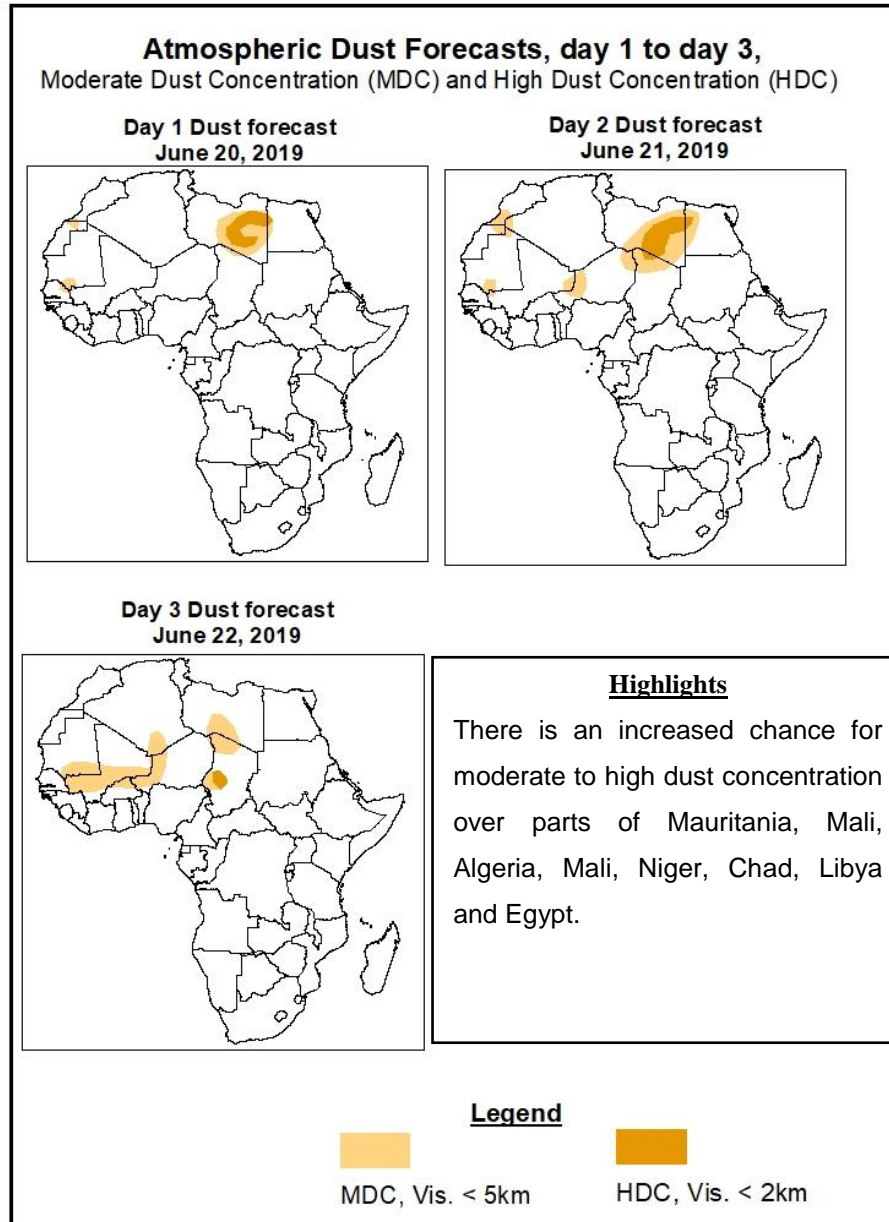 Atmospheric Dust Forecasts, day 1 to day 3,
Moderate Dust Concentration (MDC) and High Dust Concentration (HDC)
Day 1 Dust forecast
June 20, 2019
Day 2 Dust forecast
June 21, 2019
Day 3 Dust forecast
June 22, 2019
Highlights
There is an increased chance for
moderate to high dust concentration
over parts of Mauritania, Mali,
Algeria, Mali, Niger, Chad, Libya
and Egypt.
Legend
MDC, Vis. < 5km
HDC, Vis. < 2km